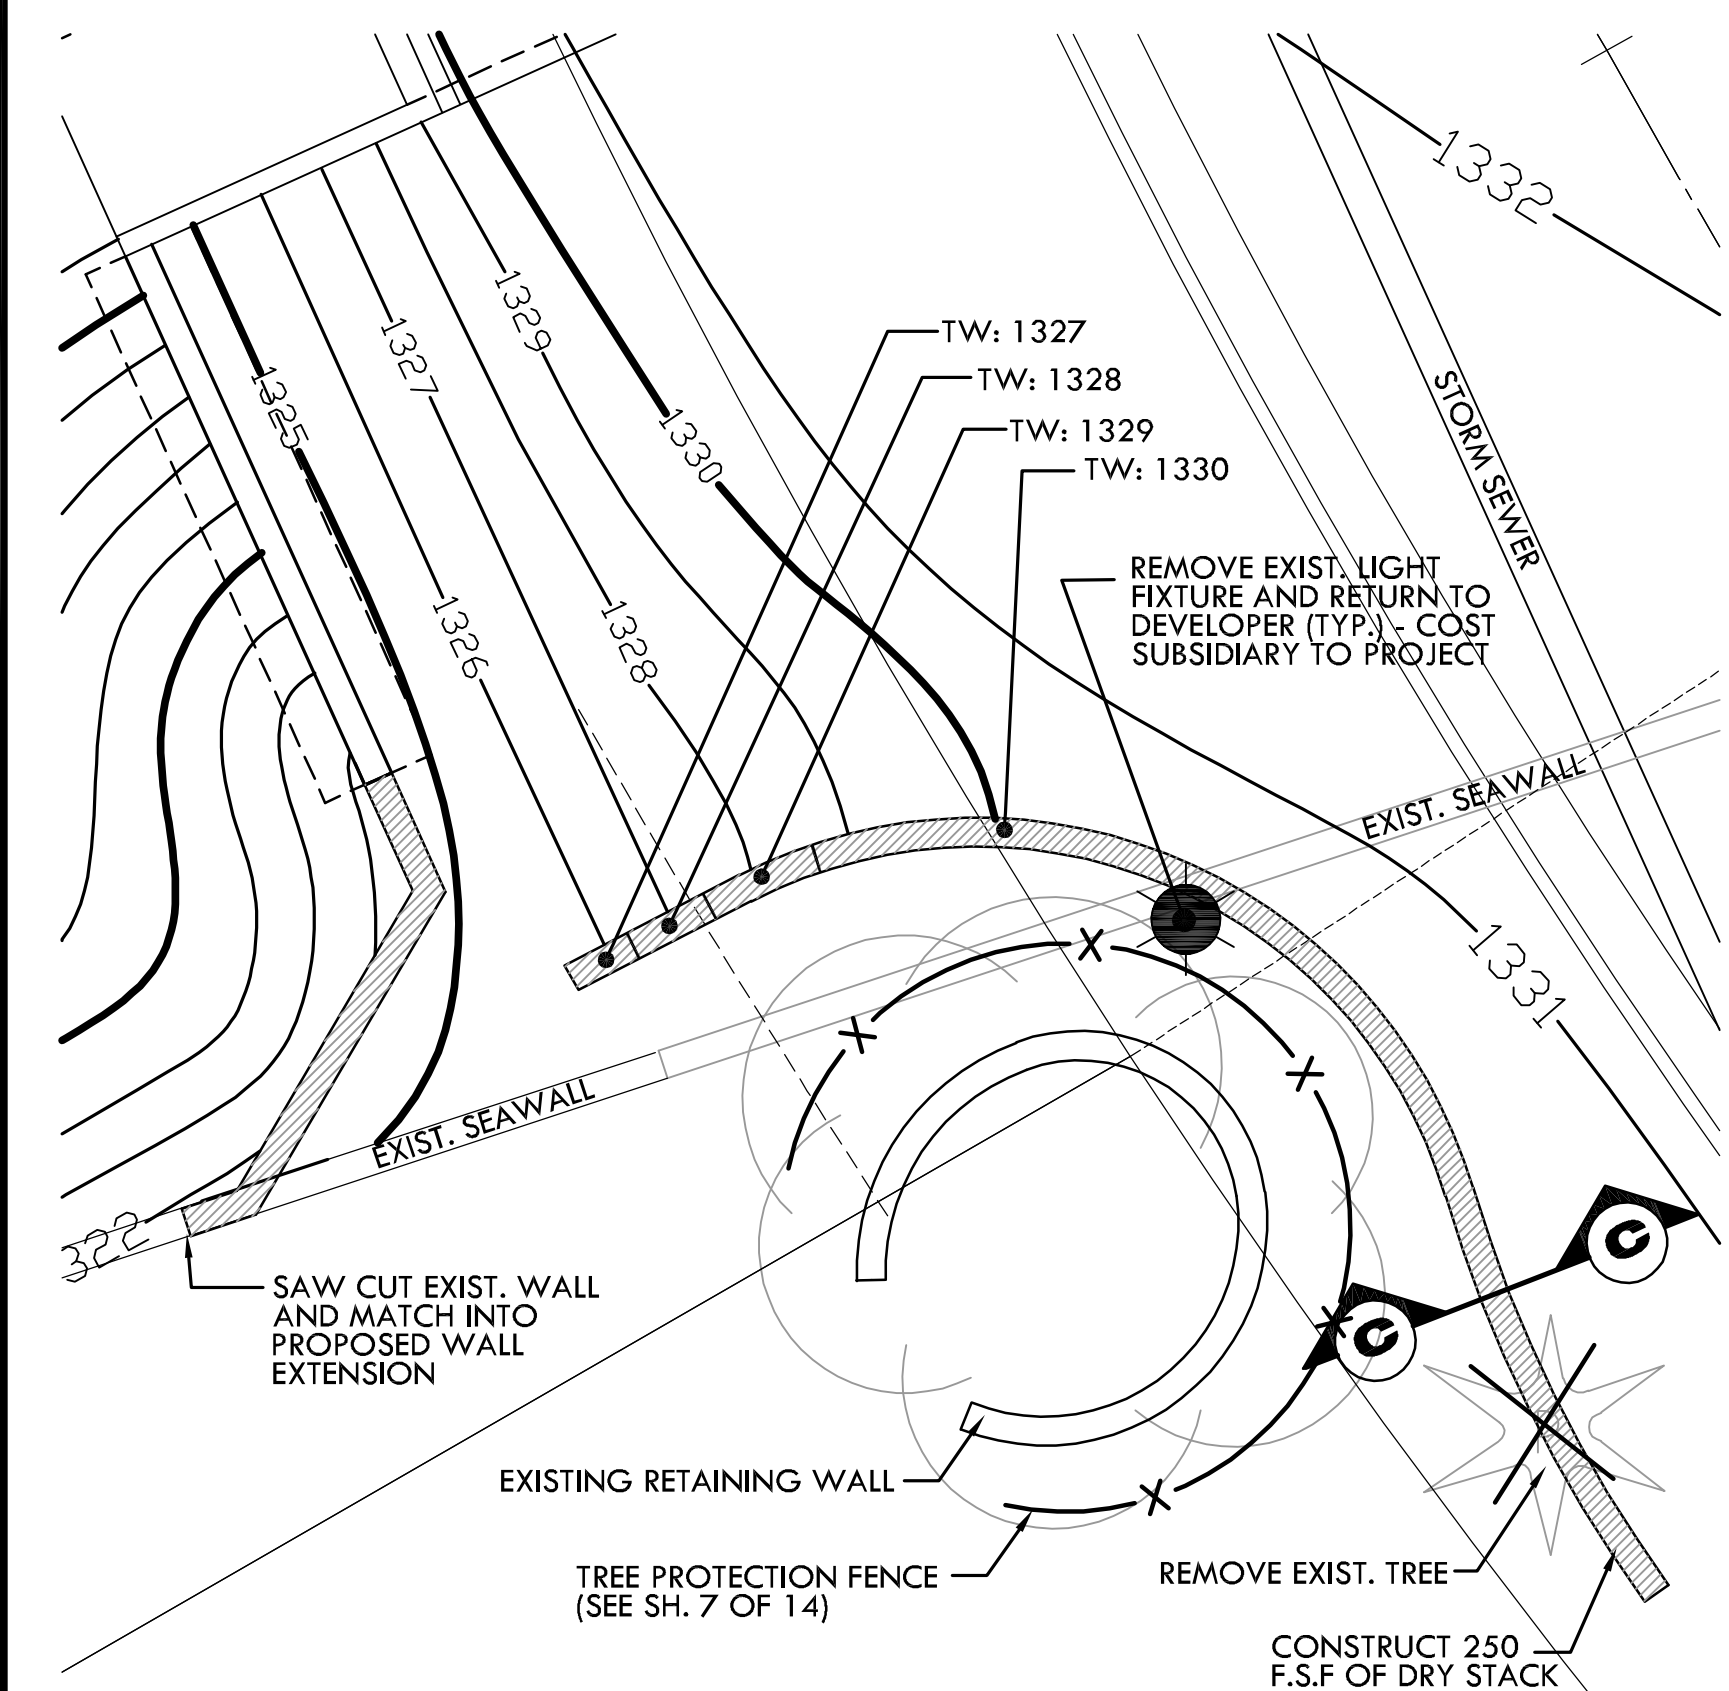 1332
1329
1327
1325
1330
TW: 1327
TW: 1328
TW: 1329
TW: 1330
STORM SEWER
REMOVE EXIST. LIGHT
FIXTURE AND RETURN TO
DEVELOPER (TYP.) - COST
SUBSIDIARY TO PROJECT
1326
1328
EXIST. SEAWALL
1331
EXIST. SEAWALL
322
C
C
SAW CUT EXIST. WALL
AND MATCH INTO
PROPOSED WALL
EXTENSION
EXISTING RETAINING WALL
TREE PROTECTION FENCE
(SEE SH. 7 OF 14)
REMOVE EXIST. TREE
CONSTRUCT 250
F.S.F OF DRY STACK